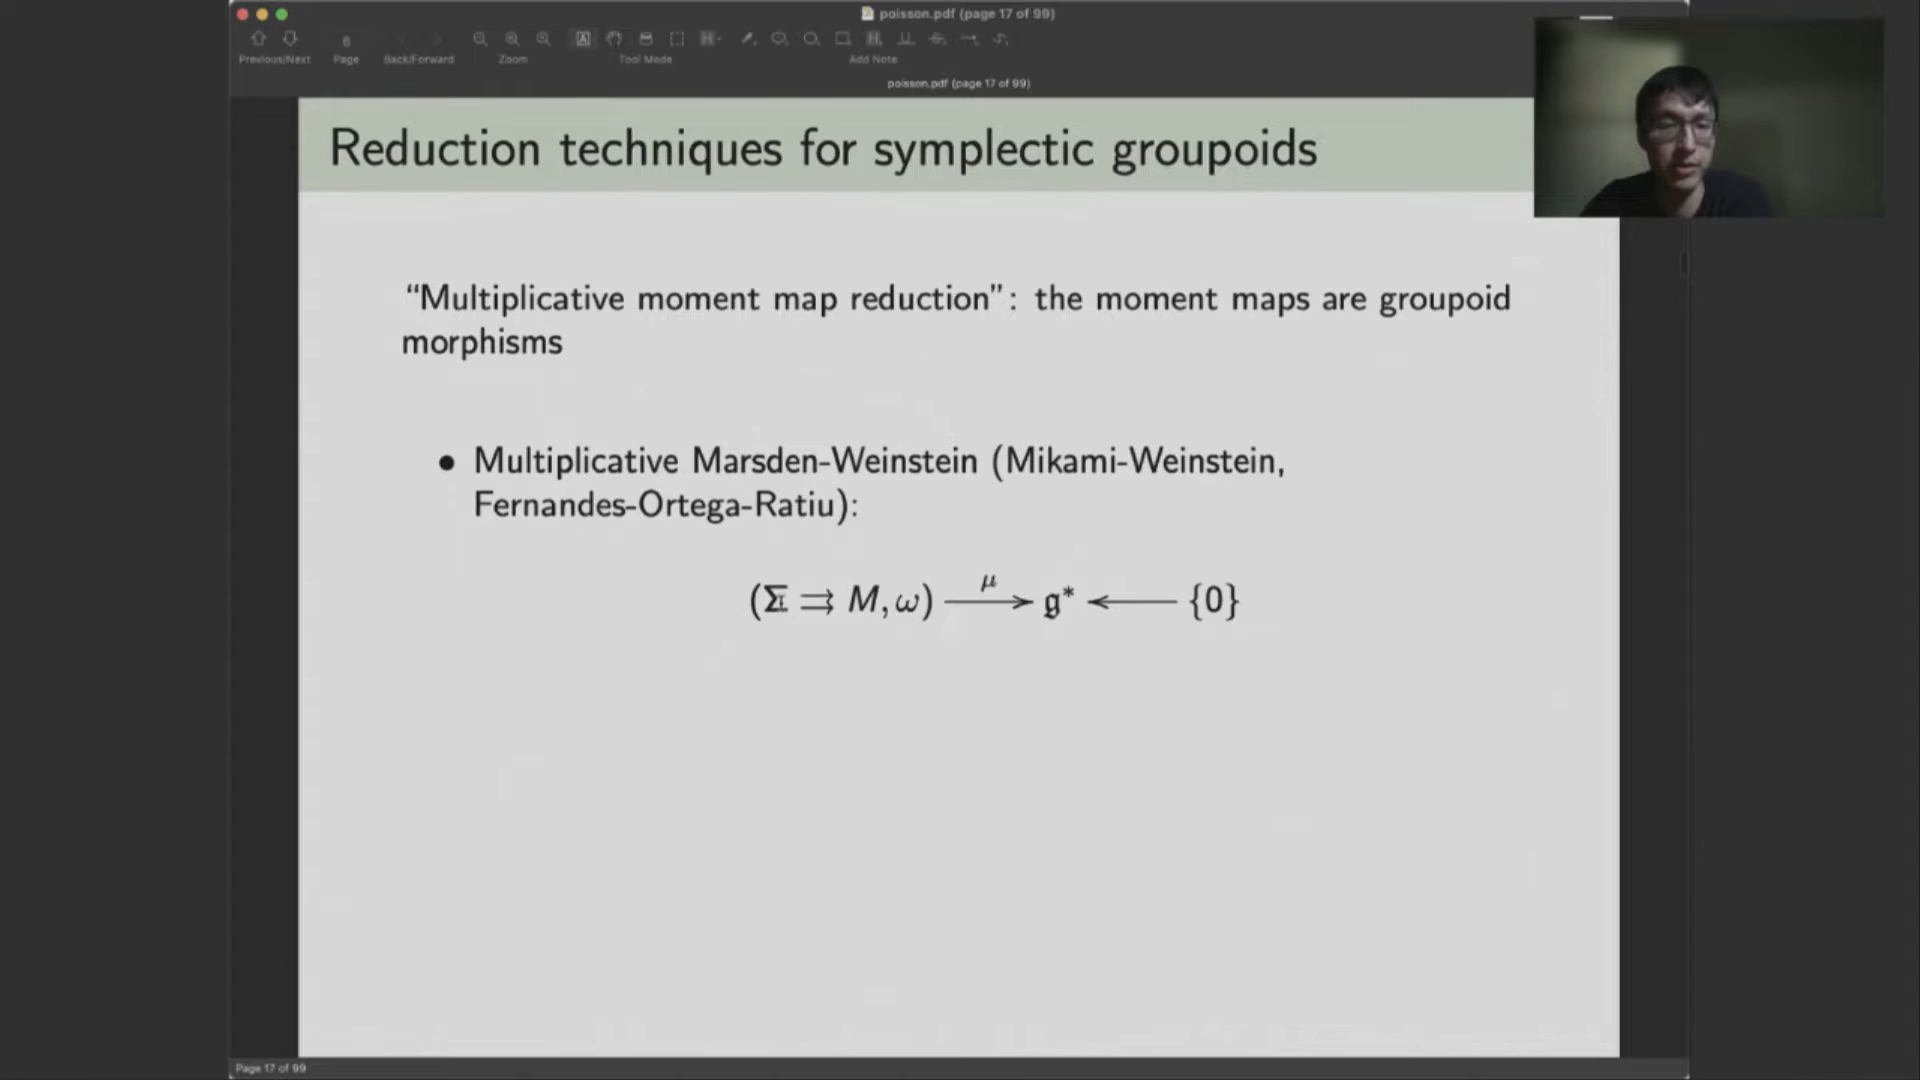 poisson.pdf (page 17 of 99)
6
Previous/Next Page Back/Forward Zoom Tool Mode Add Note
poisson.pdf (page 17 of 99)
Reduction techniques for symplectic groupoids
“Multiplicative moment map reduction”: the moment maps are groupoid
morphisms
• Multiplicative Marsden-Weinstein (Mikami-Weinstein,
Fernandes-Ortega-Ratiu):
(Σ ⇉ M, ω) —μ→ 𝔤* ⟵ {0}
Page 17 of 99